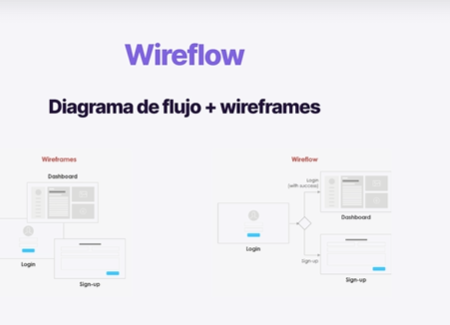 Wireflow
Diagrama de flujo + wireframes
Wireframes
Dashboard
Login
Sign-up
Wireflow
Login
(with success)
Dashboard
Login
Sign-up
Sign-up